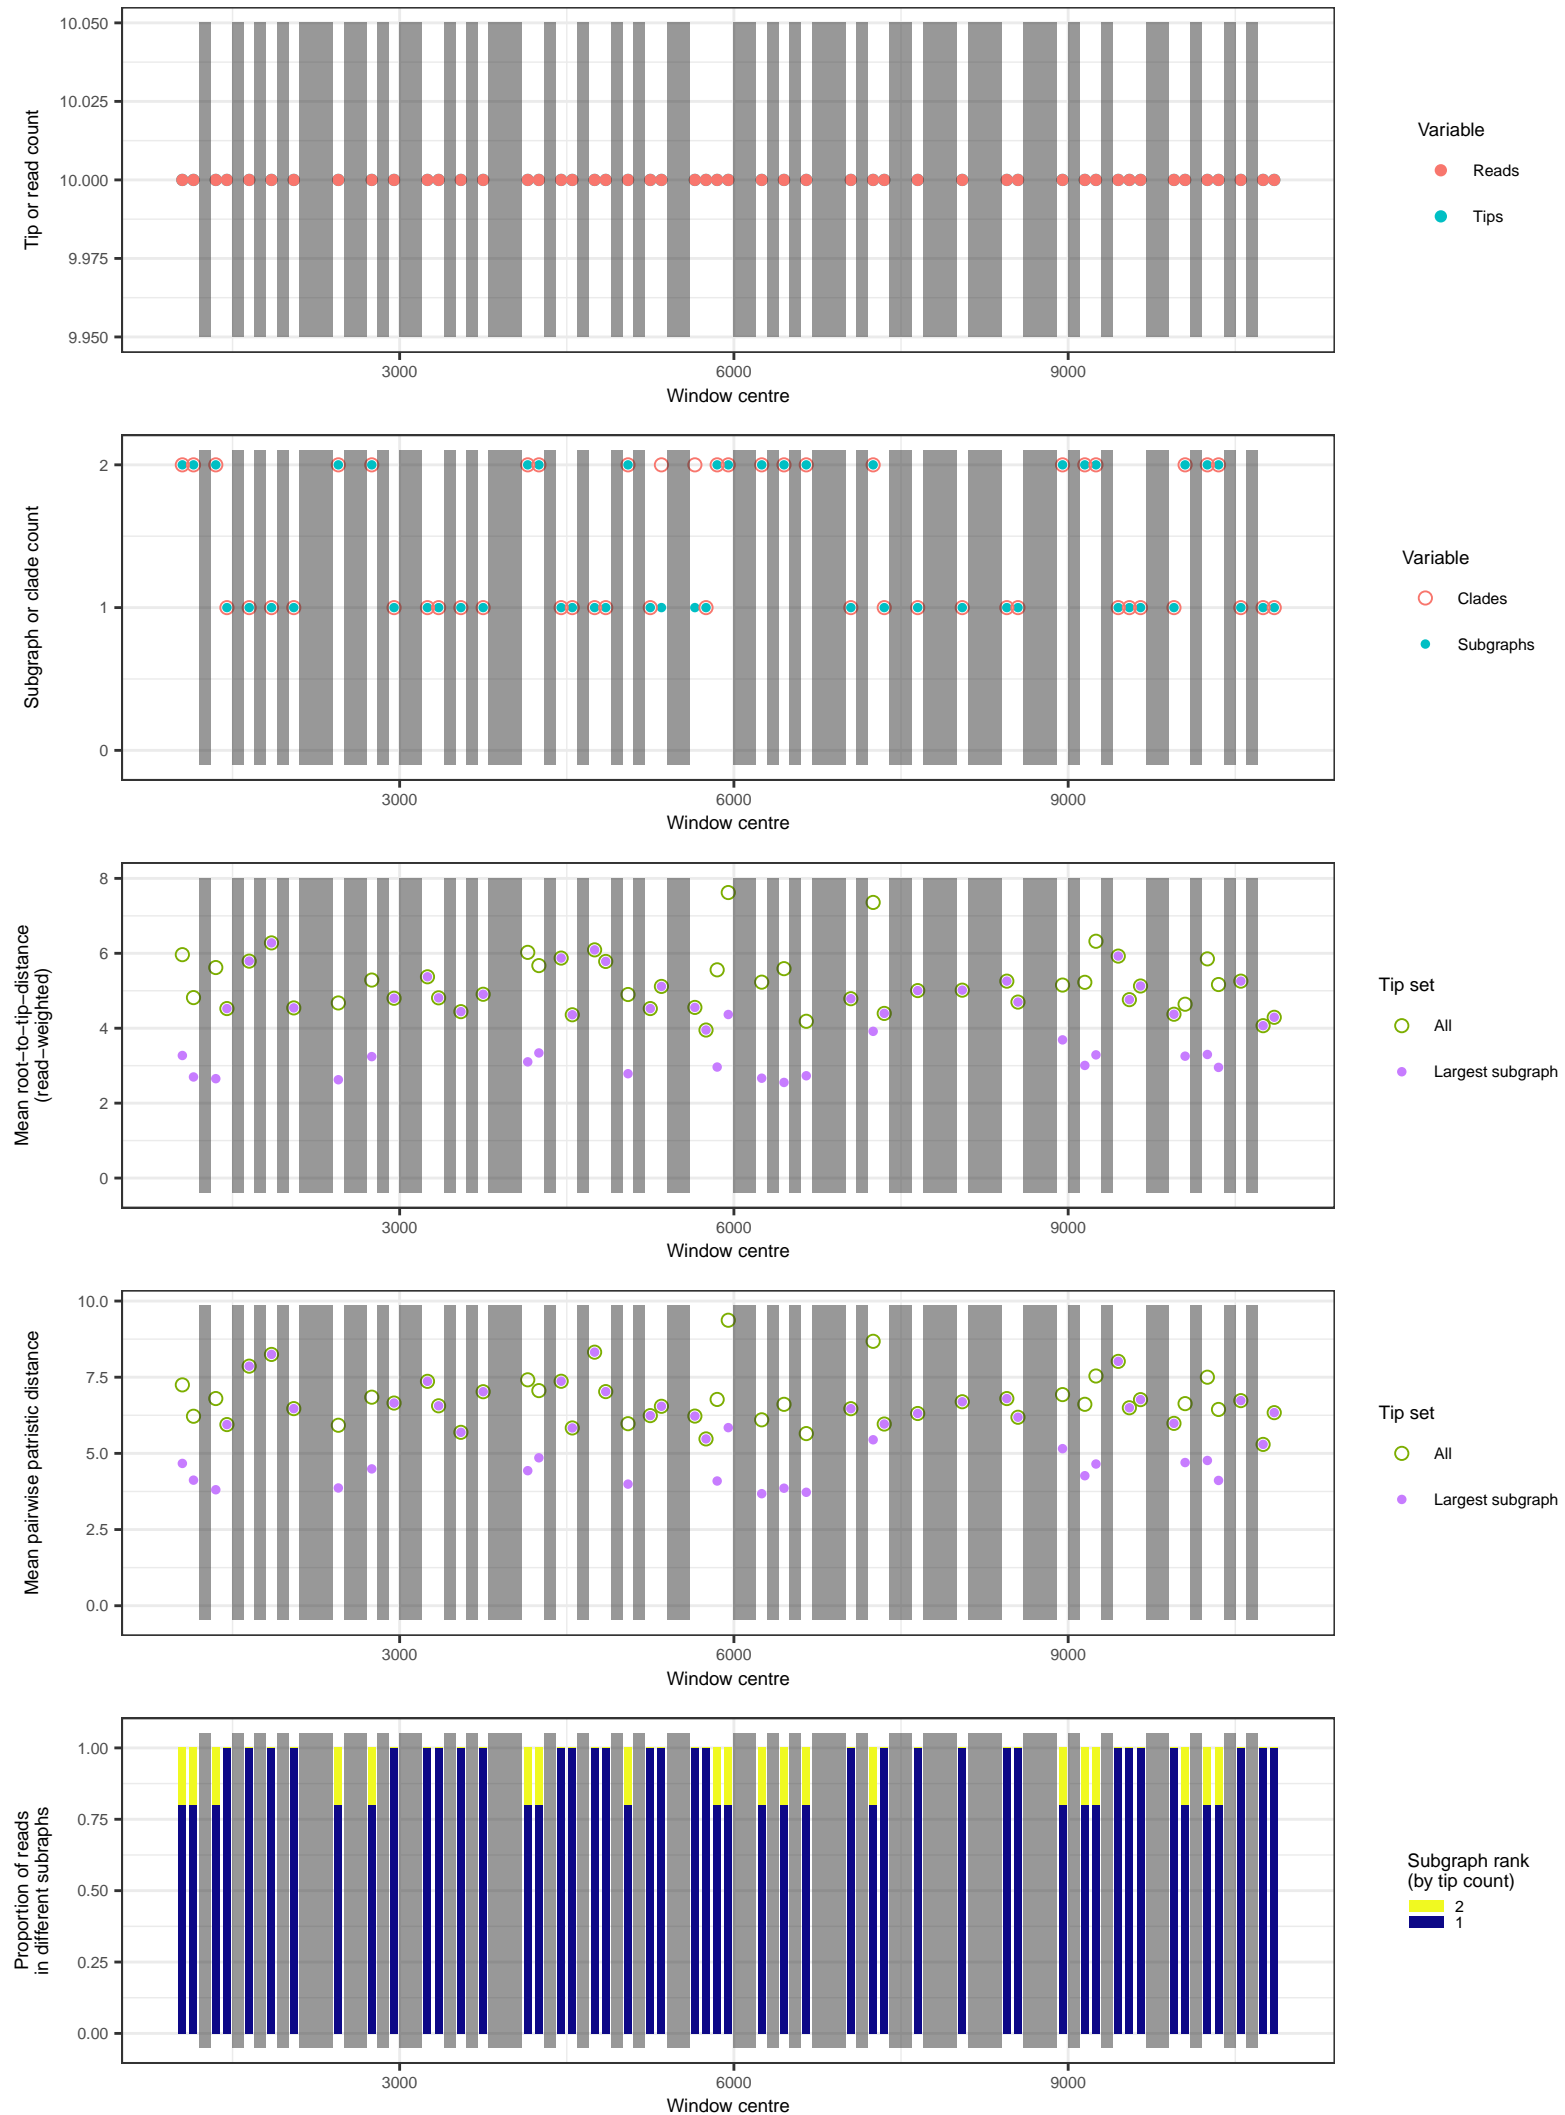 10.050
10.025
10.000
9.975
9.950
Tip or read count
3000 6000 9000
Window centre
Variable
Reads
Tips
2
1
0
Subgraph or clade count
3000 6000 9000
Window centre
Variable
Clades
Subgraphs
8
6
4
2
0
Mean root−to−tip−distance
(read−weighted)
3000 6000 9000
Window centre
Tip set
All
Largest subgraph
10.0
7.5
5.0
2.5
0.0
Mean pairwise patristic distance
3000 6000 9000
Window centre
Tip set
All
Largest subgraph
1.00
0.75
0.50
0.25
0.00
Proportion of reads
in different subraphs
3000 6000 9000
Window centre
Subgraph rank
(by tip count)
2
1